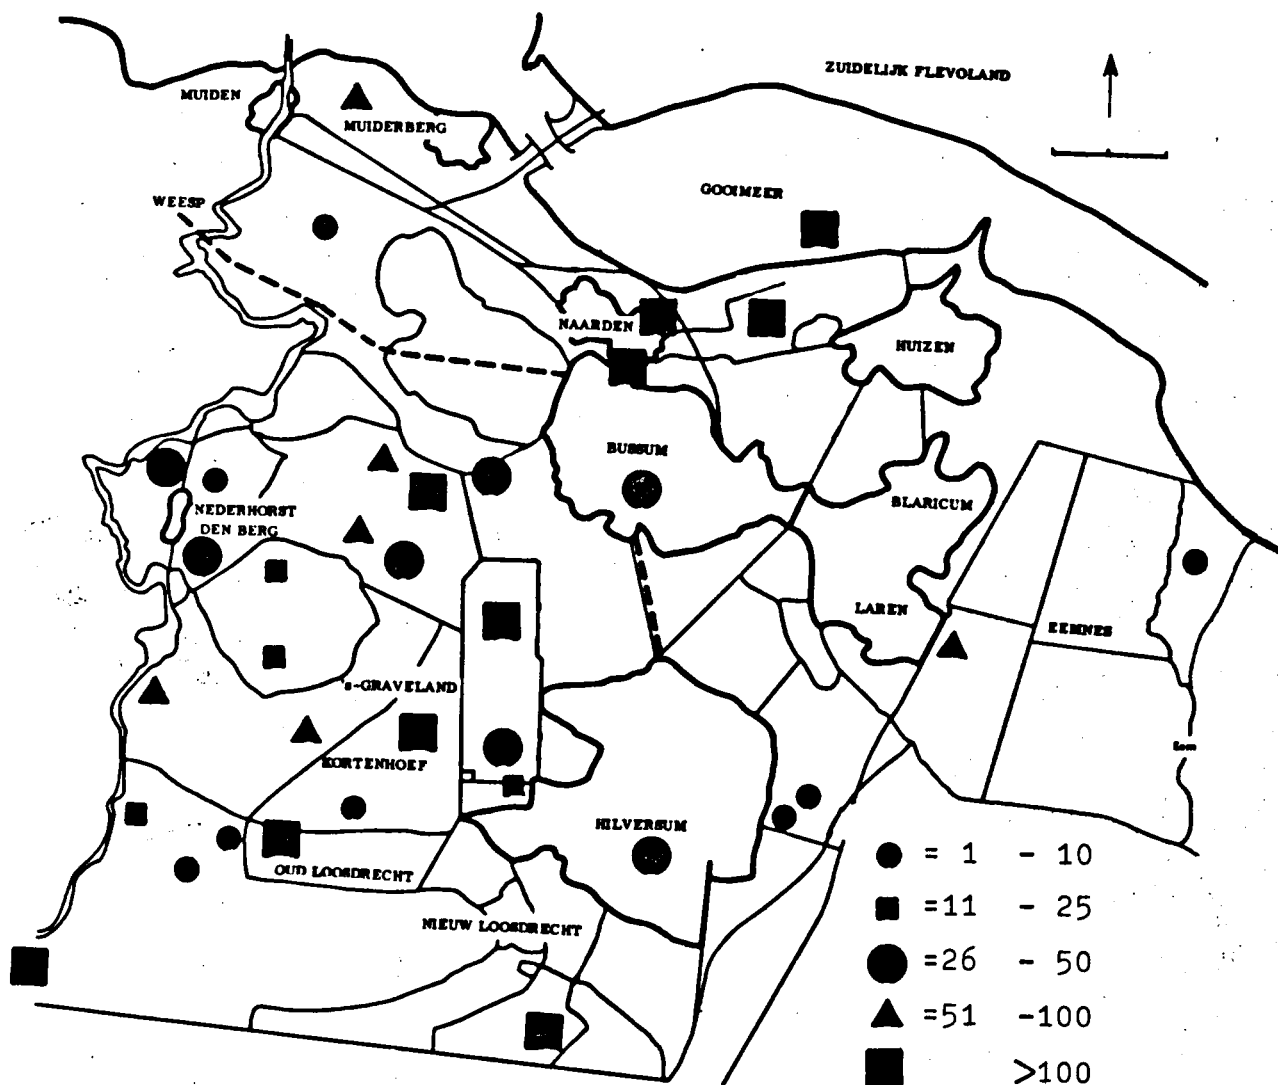 ZUIDELIJK FLEVOLAND
MUIDEN
MUIDERBERG
GOOIMEER
WEESP
NAARDEN
HUIZEN
BUSSUM
BLARICUM
NEDERHORST
DEN BERG
LAREN
EEMNES
's-GRAVELAND
Eem
KORTENHOEF
HILVERSUM
OUD LOOSDRECHT
NIEUW LOOSDRECHT
= 1 - 10
=11 - 25
=26 - 50
=51 -100
>100